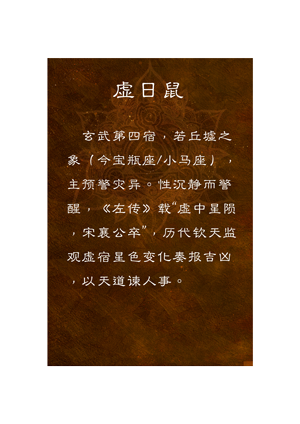 虚日鼠
玄武第四宿，若丘墟之
象（今宝瓶座/小马座），
主预警灾异。性沉静而警
醒，《左传》载“虚中星陨
，宋襄公卒”，历代钦天监
观虚宿星色变化奏报吉凶
，以天道谏人事。